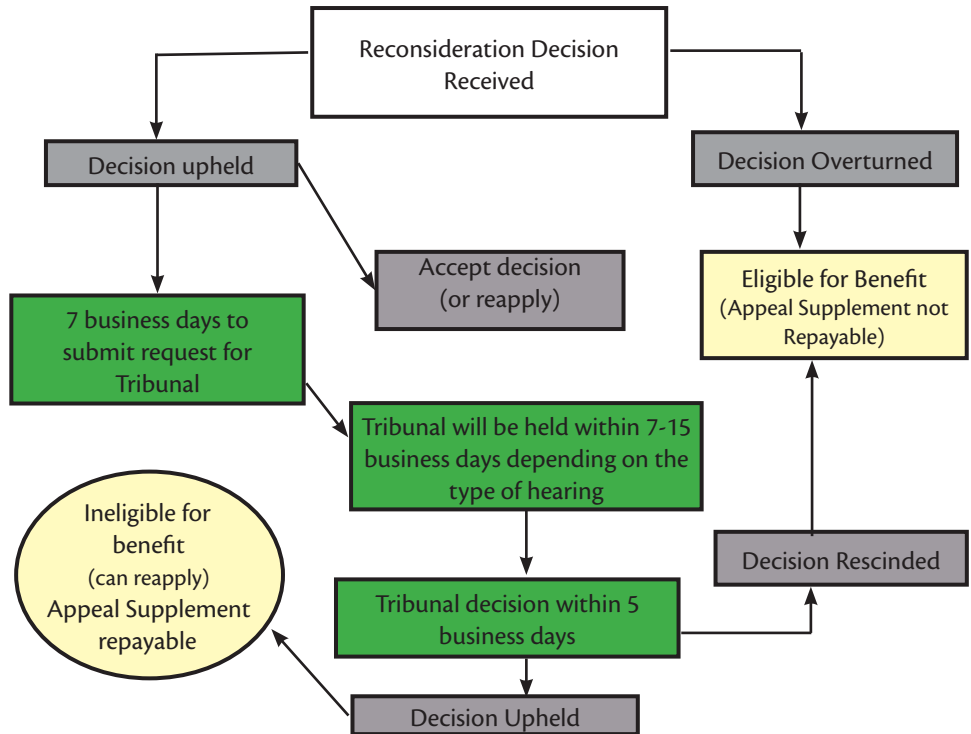 Reconsideration Decision
Received
Decision upheld
Decision Overturned
Accept decision
(or reapply)
Eligible for Benefit
(Appeal Supplement not
Repayable)
7 business days to
submit request for
Tribunal
Tribunal will be held within 7-15
business days depending on the
type of hearing
Ineligible for
benefit
(can reapply)
Appeal Supplement
repayable
Decision Rescinded
Tribunal decision within 5
business days
Decision Upheld